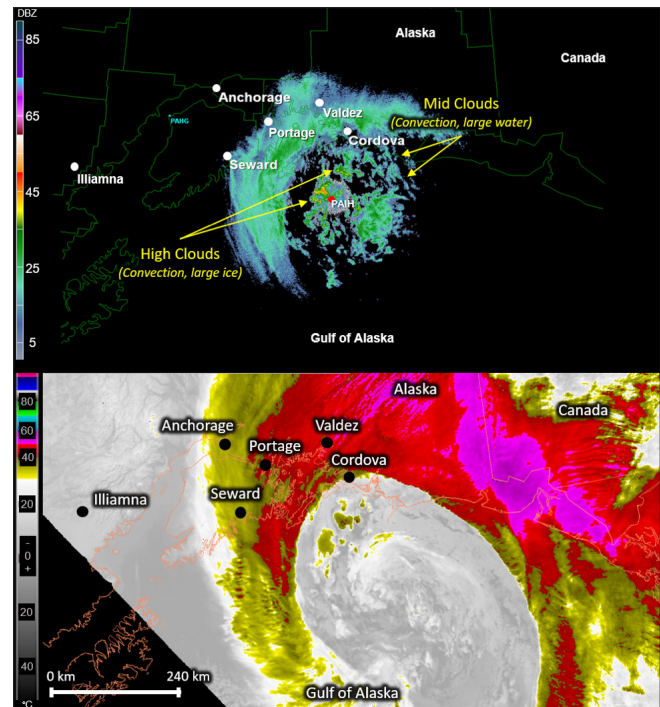 DBZ
85
65
50
45
25
5
Alaska
Canada
Anchorage
Valdez
Mid Clouds
(Convection, large water)
PAHG
Portage
Cordova
Seward
Illiamna
PAIH
High Clouds
(Convection, large ice)
Gulf of Alaska
80
60
40
20
-
0
+
20
40
°C
Alaska
Canada
Anchorage
Valdez
Portage
Cordova
Illiamna
Seward
0 km
240 km
Gulf of Alaska